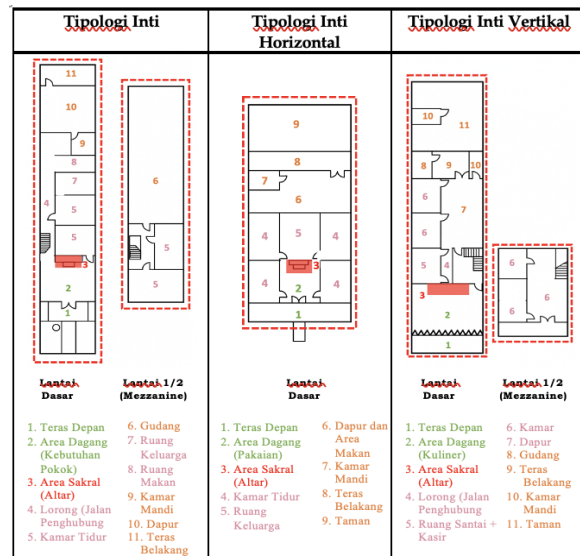 Tipologi Inti
Tipologi Inti
Horizontal
Tipologi Inti Vertikal
11
10
9
8
7
4
5
5
3
2
1
6
5
5
9
8
7
6
4
5
4
3
4
2
4
1
10
11
8
9
10
6
7
6
5
4
3
2
1
6
6
6
Lantai
Dasar
Lantai 1/2
(Mezzanine)
Lantai
Dasar
Lantai
Dasar
Lantai 1/2
(Mezzanine)
1. Teras Depan
2. Area Dagang
(Kebutuhan
Pokok)
3. Area Sakral
(Altar)
4. Lorong (Jalan
Penghubung
5. Kamar Tidur
6. Gudang
7. Ruang
Keluarga
8. Ruang
Makan
9. Kamar
Mandi
10. Dapur
11. Teras
Belakang
1. Teras Depan
2. Area Dagang
(Pakaian)
3. Area Sakral
(Altar)
4. Kamar Tidur
5. Ruang
Keluarga
6. Dapur dan
Area
Makan
7. Kamar
Mandi
8. Teras
Belakang
9. Taman
1. Teras Depan
2. Area Dagang
(Kuliner)
3. Area Sakral
(Altar)
4. Lorong (Jalan
Penghubung
5. Ruang Santai +
Kasir
6. Kamar
7. Dapur
8. Gudang
9. Teras
Belakang
10. Kamar
Mandi
11. Taman